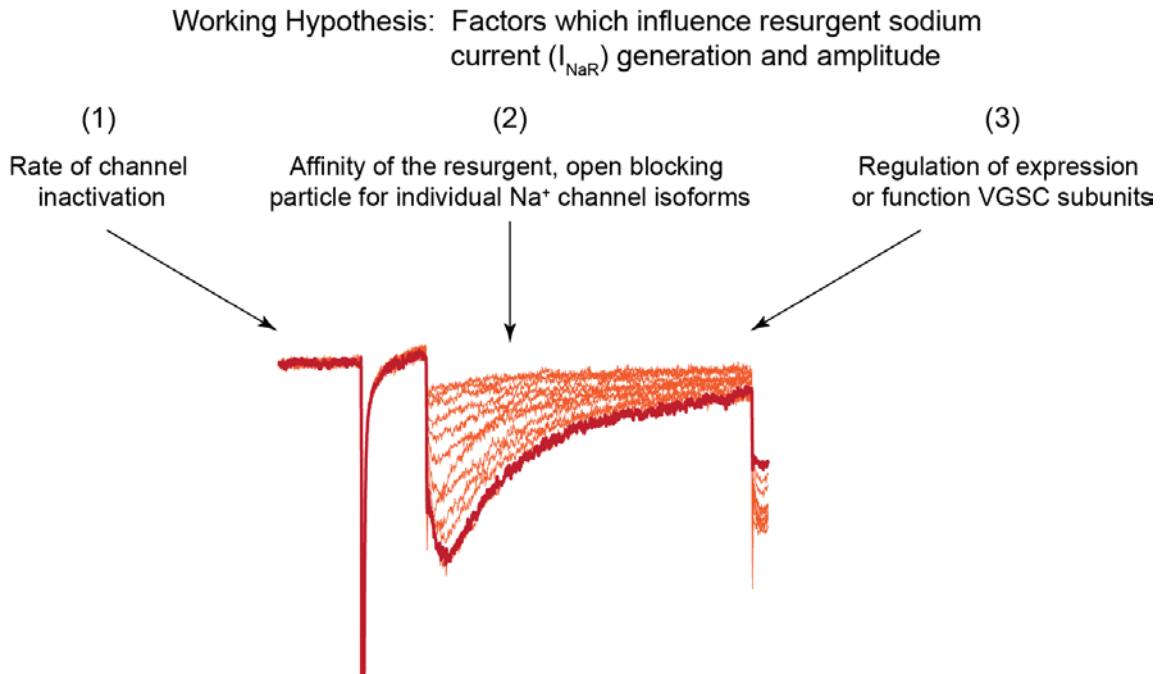 Working Hypothesis: Factors which influence resurgent sodium
current (I_NaR) generation and amplitude
(1)
Rate of channel
inactivation
(2)
Affinity of the resurgent, open blocking
particle for individual Na⁺ channel isoforms
(3)
Regulation of expression
or function VGSC subunits